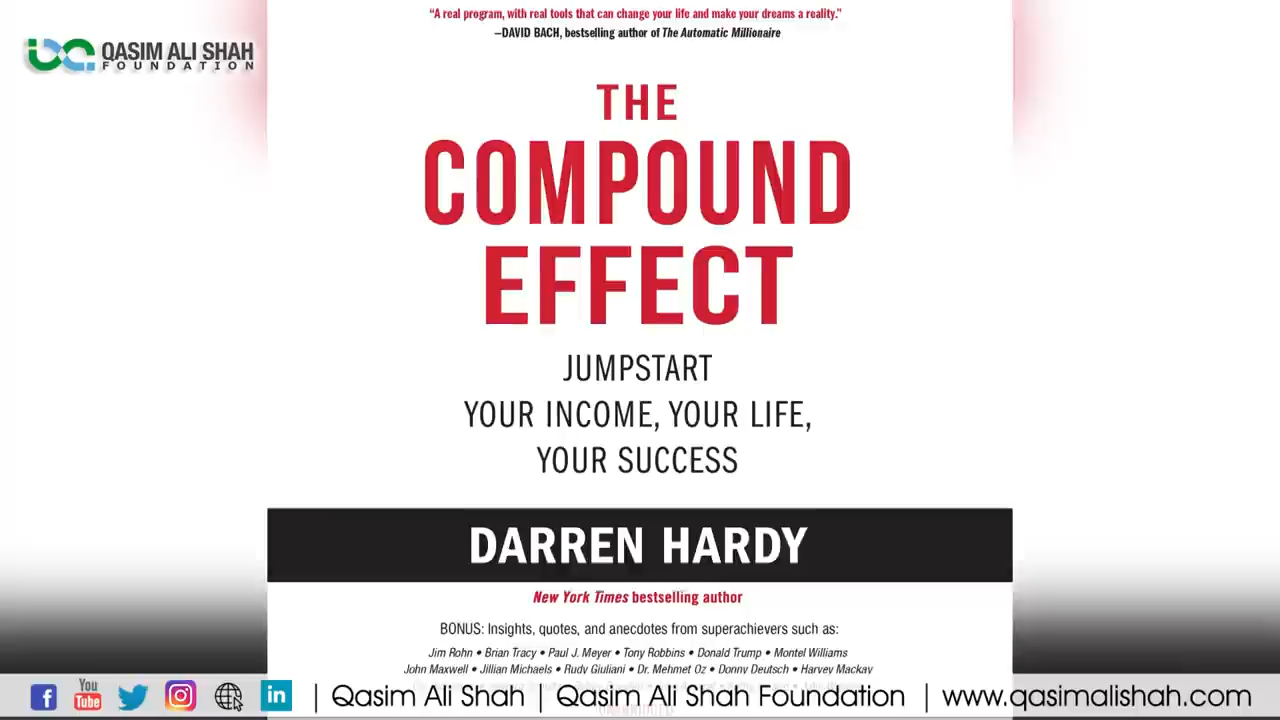 "A real program, with real tools that can change your life and make your dreams a reality."
—DAVID BACH, bestselling author of The Automatic Millionaire
QASIM ALI SHAH
FOUNDATION
THE
COMPOUND
EFFECT
JUMPSTART
YOUR INCOME, YOUR LIFE,
YOUR SUCCESS
DARREN HARDY
New York Times bestselling author
BONUS: Insights, quotes, and anecdotes from superachievers such as:
Jim Rohn • Brian Tracy • Paul J. Meyer • Tony Robbins • Donald Trump • Montel Williams
John Maxwell • Jillian Michaels • Rudy Giuliani • Dr. Mehmet Oz • Donny Deutsch • Harvey Mackay
You Tube | Qasim Ali Shah | Qasim Ali Shah Foundation | www.qasimalishah.com